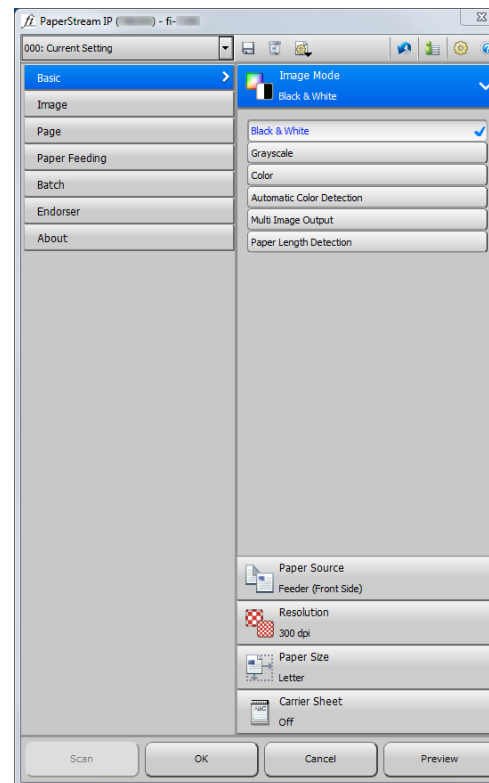 fi PaperStream IP ( ) - fi-
000: Current Setting
Basic
Image
Page
Paper Feeding
Batch
Endorser
About
Image Mode
Black & White
Black & White
Grayscale
Color
Automatic Color Detection
Multi Image Output
Paper Length Detection
Paper Source
Feeder (Front Side)
Resolution
300 dpi
Paper Size
Letter
ABC
Carrier Sheet
Off
Scan
OK
Cancel
Preview